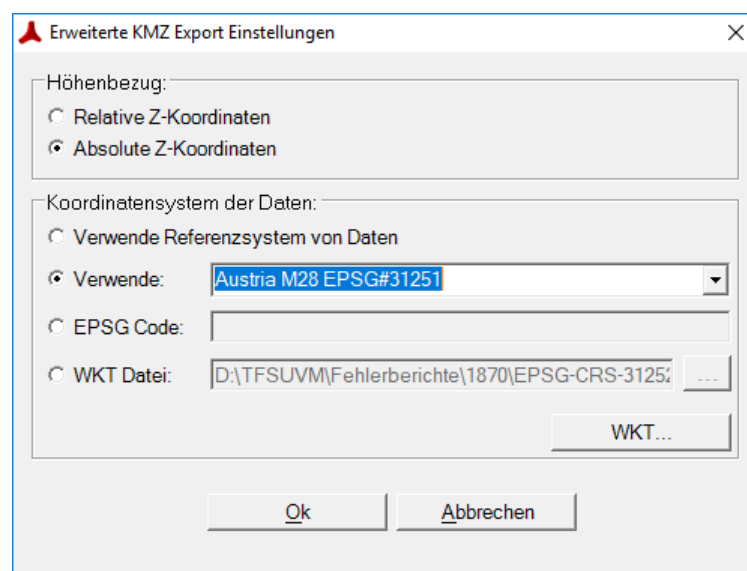 Erweiterte KMZ Export Einstellungen
Höhenbezug:
Relative Z-Koordinaten
Absolute Z-Koordinaten
Koordinatensystem der Daten:
Verwende Referenzsystem von Daten
Verwende: Austria M28 EPSG#31251
EPSG Code:
WKT Datei: D:\TFSUVM\Fehlerberichte\1870\EPSG-CRS-31252 ...
WKT...
Ok Abbrechen